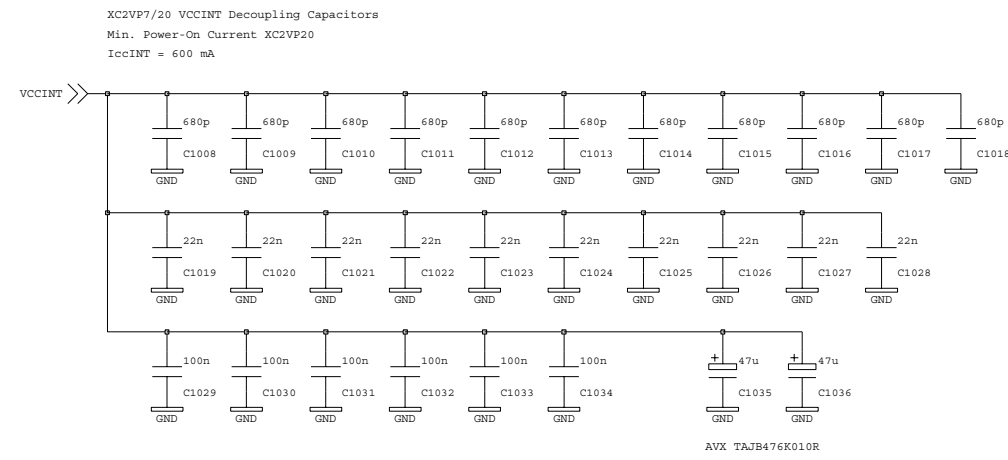 XC2VP7/20 VCCINT Decoupling Capacitors
Min. Power-On Current XC2VP20
IccINT = 600 mA
VCCINT
680p 680p 680p 680p 680p 680p 680p 680p 680p 680p 680p
C1008 C1009 C1010 C1011 C1012 C1013 C1014 C1015 C1016 C1017 C1018
GND GND GND GND GND GND GND GND GND GND GND
22n 22n 22n 22n 22n 22n 22n 22n 22n 22n
C1019 C1020 C1021 C1022 C1023 C1024 C1025 C1026 C1027 C1028
GND GND GND GND GND GND GND GND GND GND
100n 100n 100n 100n 100n 100n + 47u + 47u
C1029 C1030 C1031 C1032 C1033 C1034 C1035 C1036
GND GND GND GND GND GND GND GND
AVX TAJB476K010R